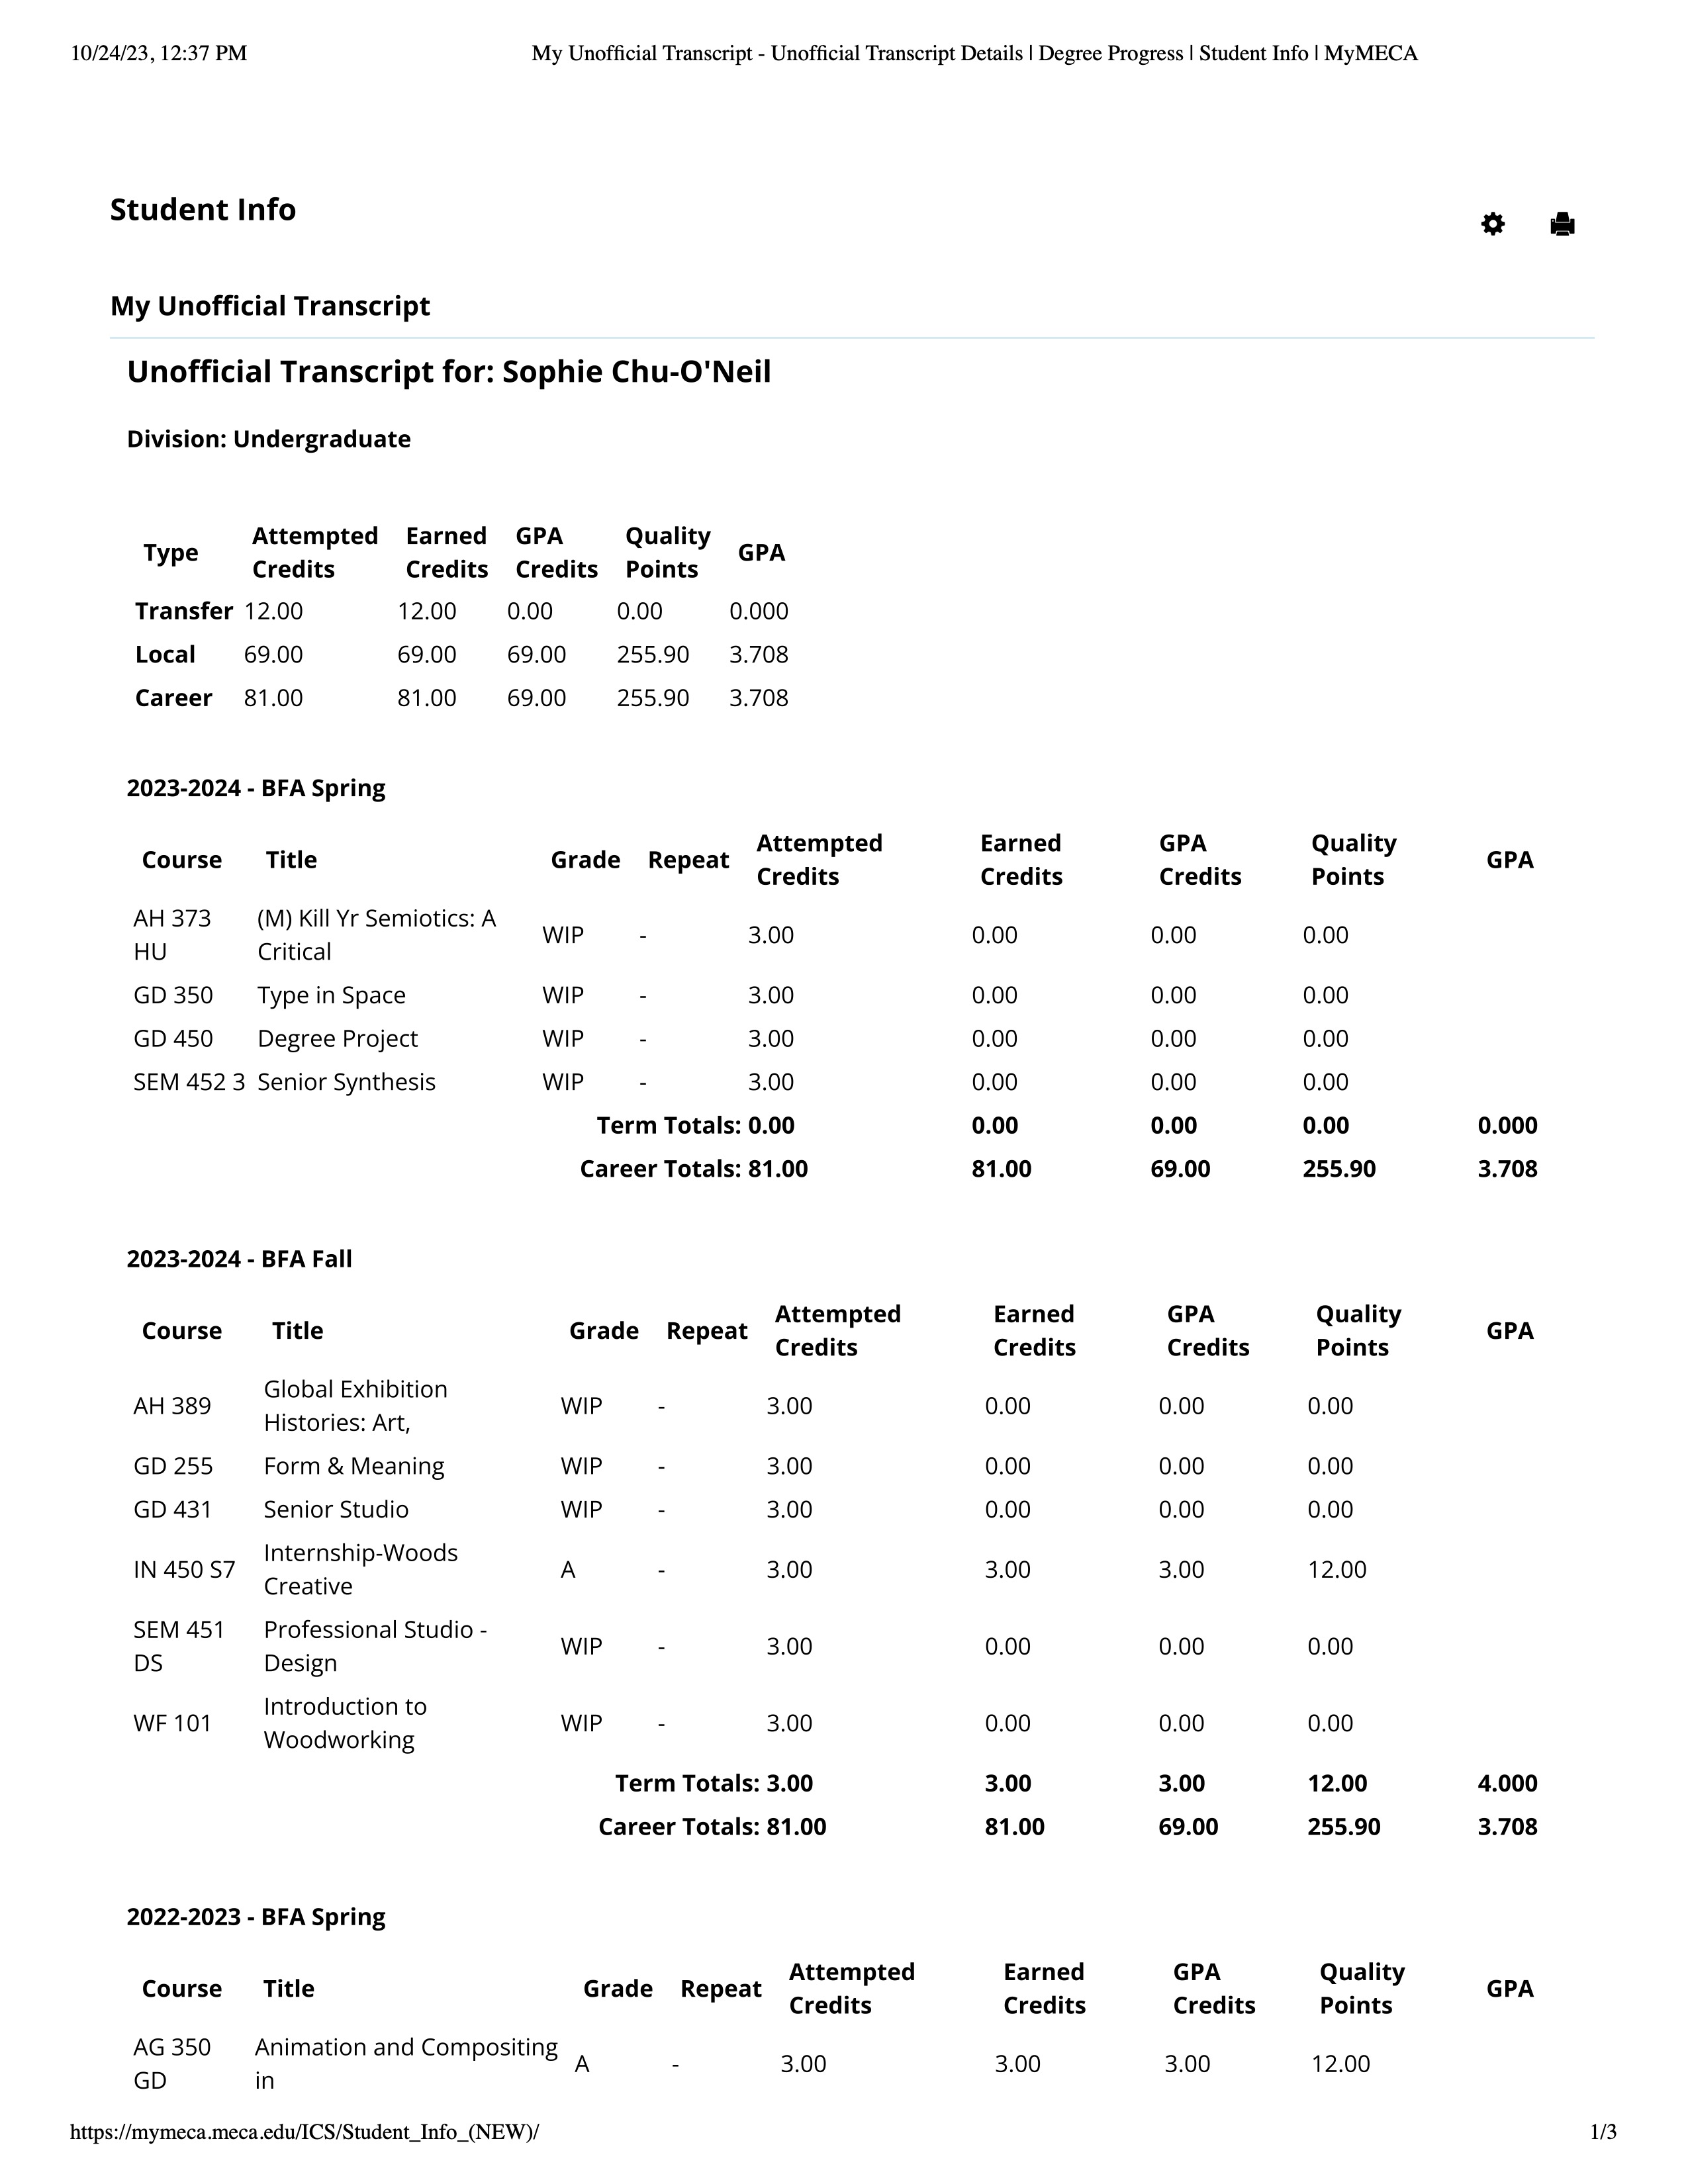 10/24/23, 12:37 PM My Unofficial Transcript - Unofficial Transcript Details | Degree Progress | Student Info | MyMECA
Student Info
My Unofficial Transcript
Unofficial Transcript for: Sophie Chu-O'Neil
Division: Undergraduate
Type Attempted Credits Earned Credits GPA Credits Quality Points GPA
Transfer 12.00 12.00 0.00 0.00 0.000
Local 69.00 69.00 69.00 255.90 3.708
Career 81.00 81.00 69.00 255.90 3.708
2023-2024 - BFA Spring
Course Title Grade Repeat Attempted Credits Earned Credits GPA Credits Quality Points GPA
AH 373 HU (M) Kill Yr Semiotics: A Critical WIP - 3.00 0.00 0.00 0.00
GD 350 Type in Space WIP - 3.00 0.00 0.00 0.00
GD 450 Degree Project WIP - 3.00 0.00 0.00 0.00
SEM 452 3 Senior Synthesis WIP - 3.00 0.00 0.00 0.00
Term Totals: 0.00 0.00 0.00 0.00 0.000
Career Totals: 81.00 81.00 69.00 255.90 3.708
2023-2024 - BFA Fall
Course Title Grade Repeat Attempted Credits Earned Credits GPA Credits Quality Points GPA
AH 389 Global Exhibition Histories: Art, WIP - 3.00 0.00 0.00 0.00
GD 255 Form & Meaning WIP - 3.00 0.00 0.00 0.00
GD 431 Senior Studio WIP - 3.00 0.00 0.00 0.00
IN 450 S7 Internship-Woods Creative A - 3.00 3.00 3.00 12.00
SEM 451 DS Professional Studio - Design WIP - 3.00 0.00 0.00 0.00
WF 101 Introduction to Woodworking WIP - 3.00 0.00 0.00 0.00
Term Totals: 3.00 3.00 3.00 12.00 4.000
Career Totals: 81.00 81.00 69.00 255.90 3.708
2022-2023 - BFA Spring
Course Title Grade Repeat Attempted Credits Earned Credits GPA Credits Quality Points GPA
AG 350 GD Animation and Compositing in A - 3.00 3.00 3.00 12.00
https://mymeca.meca.edu/ICS/Student_Info_(NEW)/ 1/3